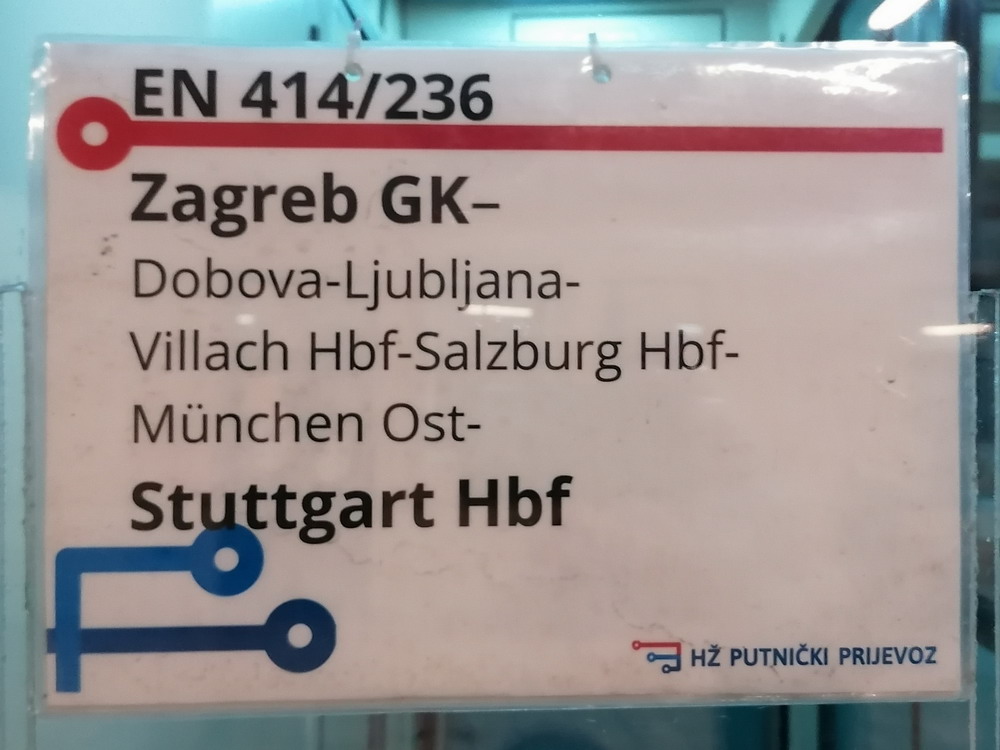 EN 414/236
Zagreb GK–
Dobova-Ljubljana-
Villach Hbf-Salzburg Hbf-
München Ost-
Stuttgart Hbf
HŽ PUTNIČKI PRIJEVOZ